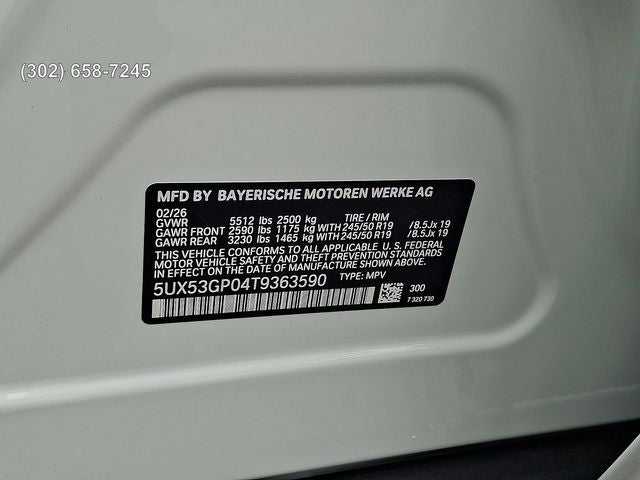 (302) 658-7245
MFD BY BAYERISCHE MOTOREN WERKE AG
02/26
GVWR 5512 lbs 2500 kg TIRE / RIM
GAWR FRONT 2590 lbs 1175 kg WITH 245/50 R19 /8.5Jx 19
GAWR REAR 3230 lbs 1465 kg WITH 245/50 R19 /8.5Jx 19
THIS VEHICLE CONFORMS TO ALL APPLICABLE U. S. FEDERAL
MOTOR VEHICLE SAFETY AND THEFT PREVENTION STANDARDS
IN EFFECT ON THE DATE OF MANUFACTURE SHOWN ABOVE.
5UX53GP04T9363590 TYPE: MPV
300
7 320 730